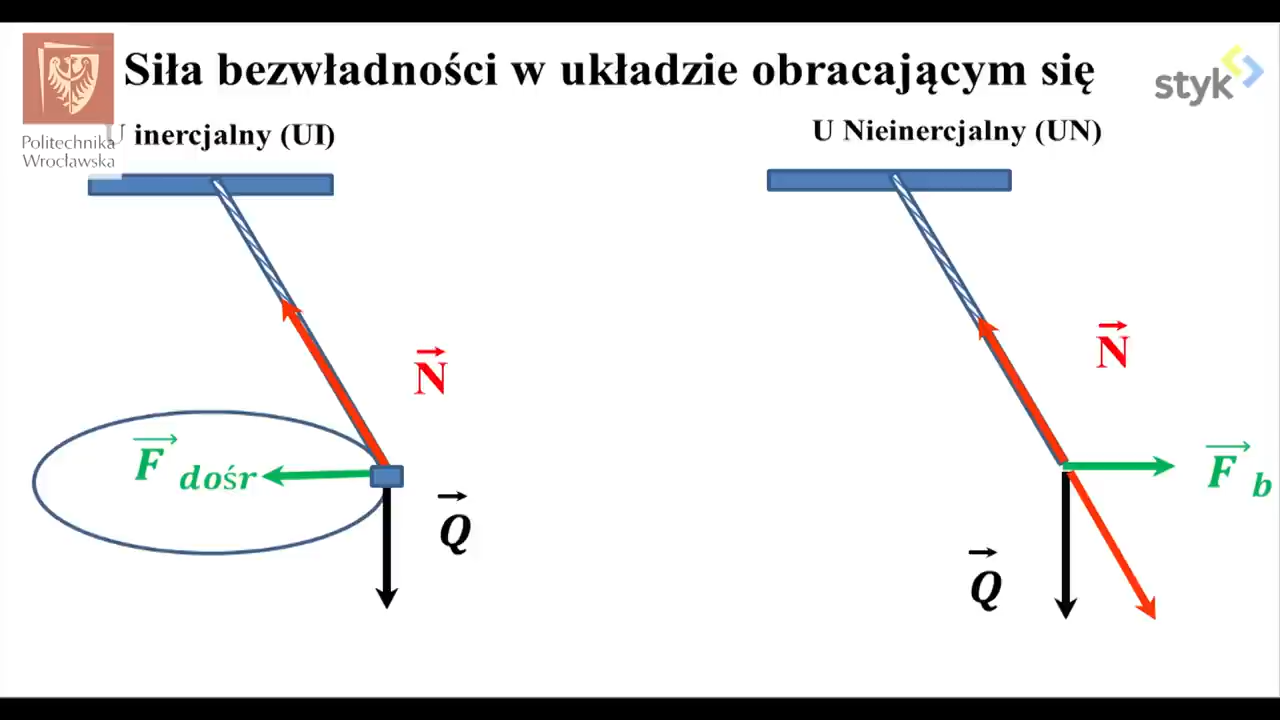 Siła bezwładności w układzie obracającym się
styk
Politechnika
Wrocławska
U inercjalny (UI)
U Nieinercjalny (UN)
N
N
F dośr
F b
Q
Q